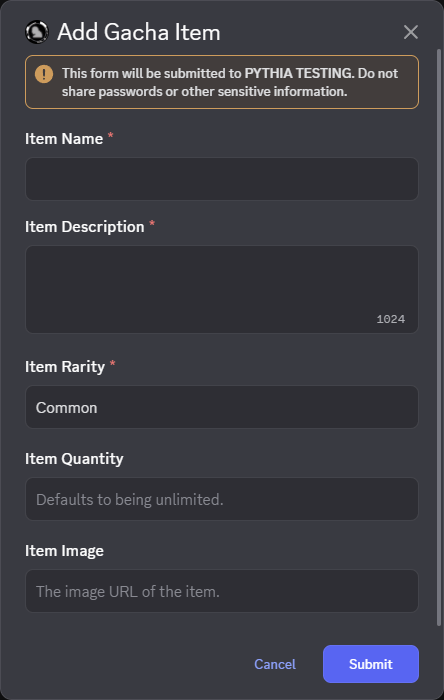 Add Gacha Item
This form will be submitted to PYTHIA TESTING. Do not
share passwords or other sensitive information.
Item Name *
Item Description *
1024
Item Rarity *
Common
Item Quantity
Defaults to being unlimited.
Item Image
The image URL of the item.
Cancel
Submit